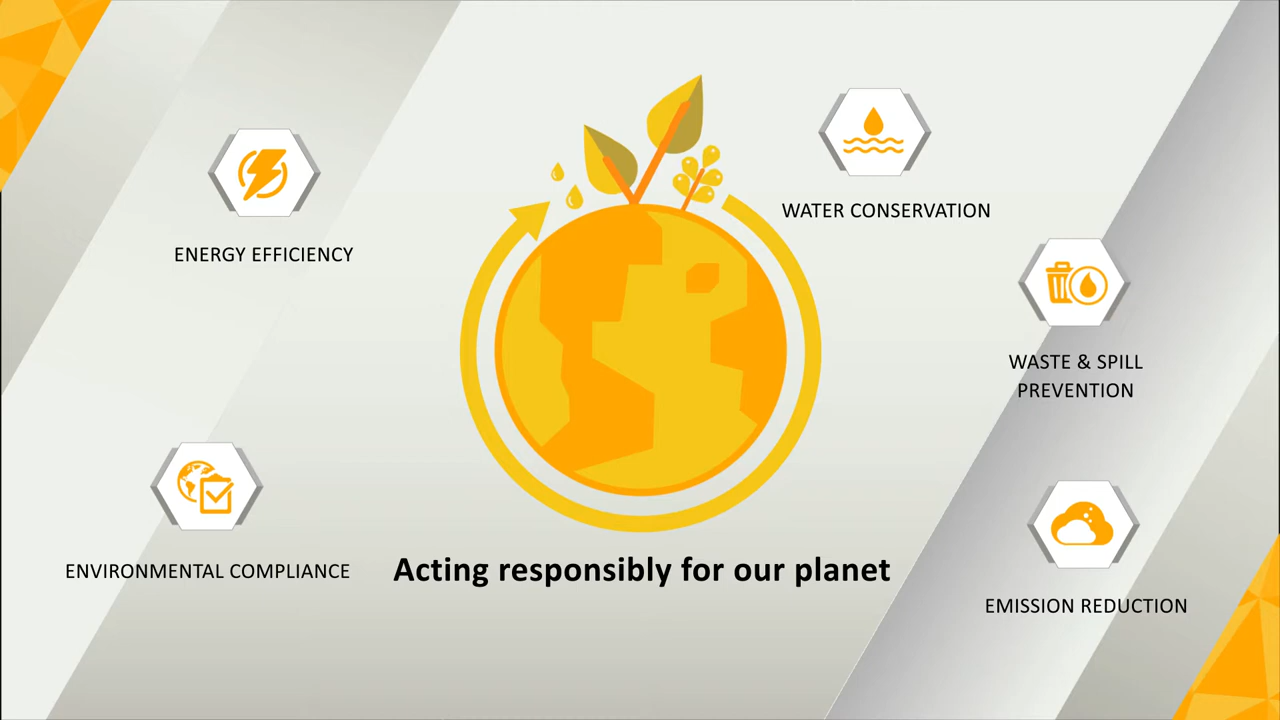 WATER CONSERVATION
ENERGY EFFICIENCY
WASTE & SPILL
PREVENTION
ENVIRONMENTAL COMPLIANCE
Acting responsibly for our planet
EMISSION REDUCTION